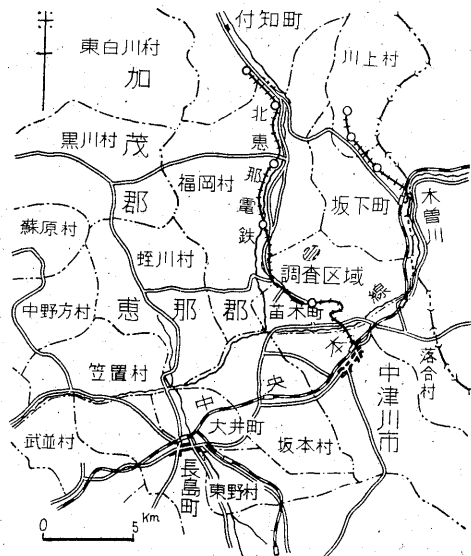 付知町
東白川村
川上村
加茂郡
北恵那電鉄
黒川村
福岡村
坂下町
木曽川
蘇原村
蛭川村
調査区域
中野方村
恵那郡
苗木町
中央本線
落合村
笠置村
中津川市
大井町
坂本村
武並村
長島町
東野村
0 5 Km